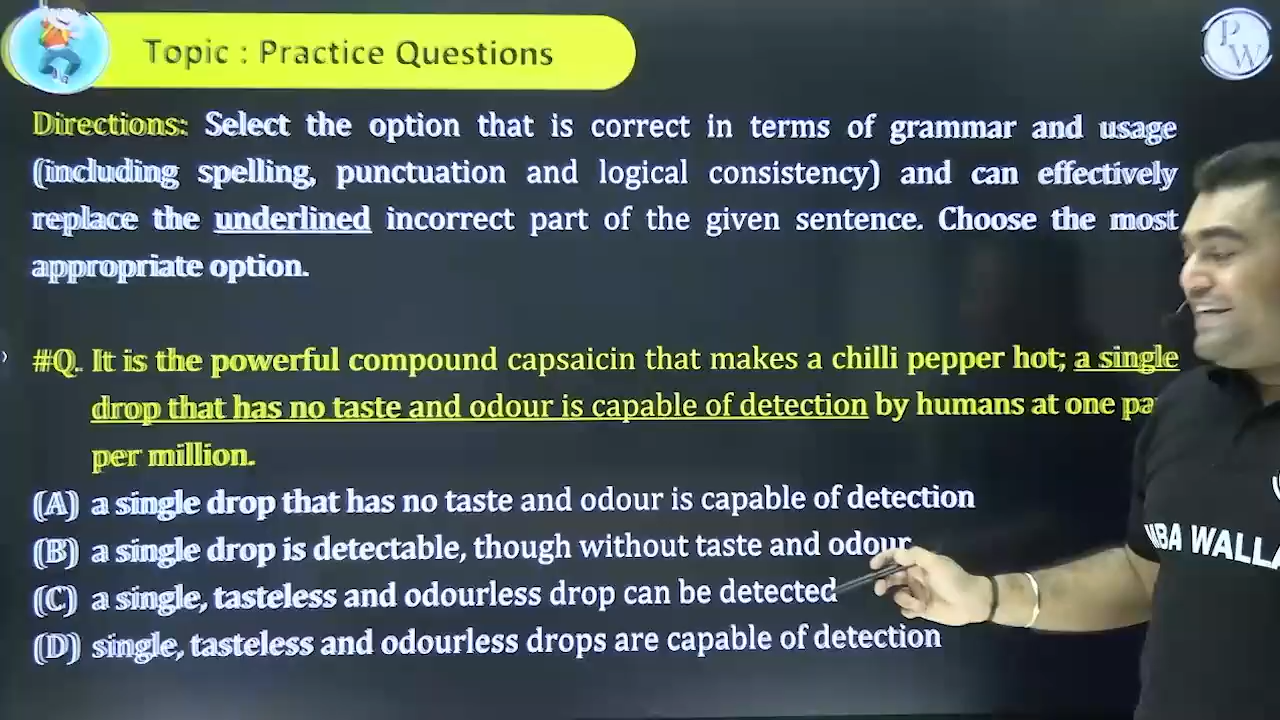 Topic : Practice Questions
PW
Directions: Select the option that is correct in terms of grammar and usage
(including spelling, punctuation and logical consistency) and can effectively
replace the underlined incorrect part of the given sentence. Choose the most
appropriate option.
#Q. It is the powerful compound capsaicin that makes a chilli pepper hot; a single
drop that has no taste and odour is capable of detection by humans at one
per million.
(A) a single drop that has no taste and odour is capable of detection
(B) a single drop is detectable, though without taste and odour
(C) a single, tasteless and odourless drop can be detected
(D) single, tasteless and odourless drops are capable of detection
MBA WALLA